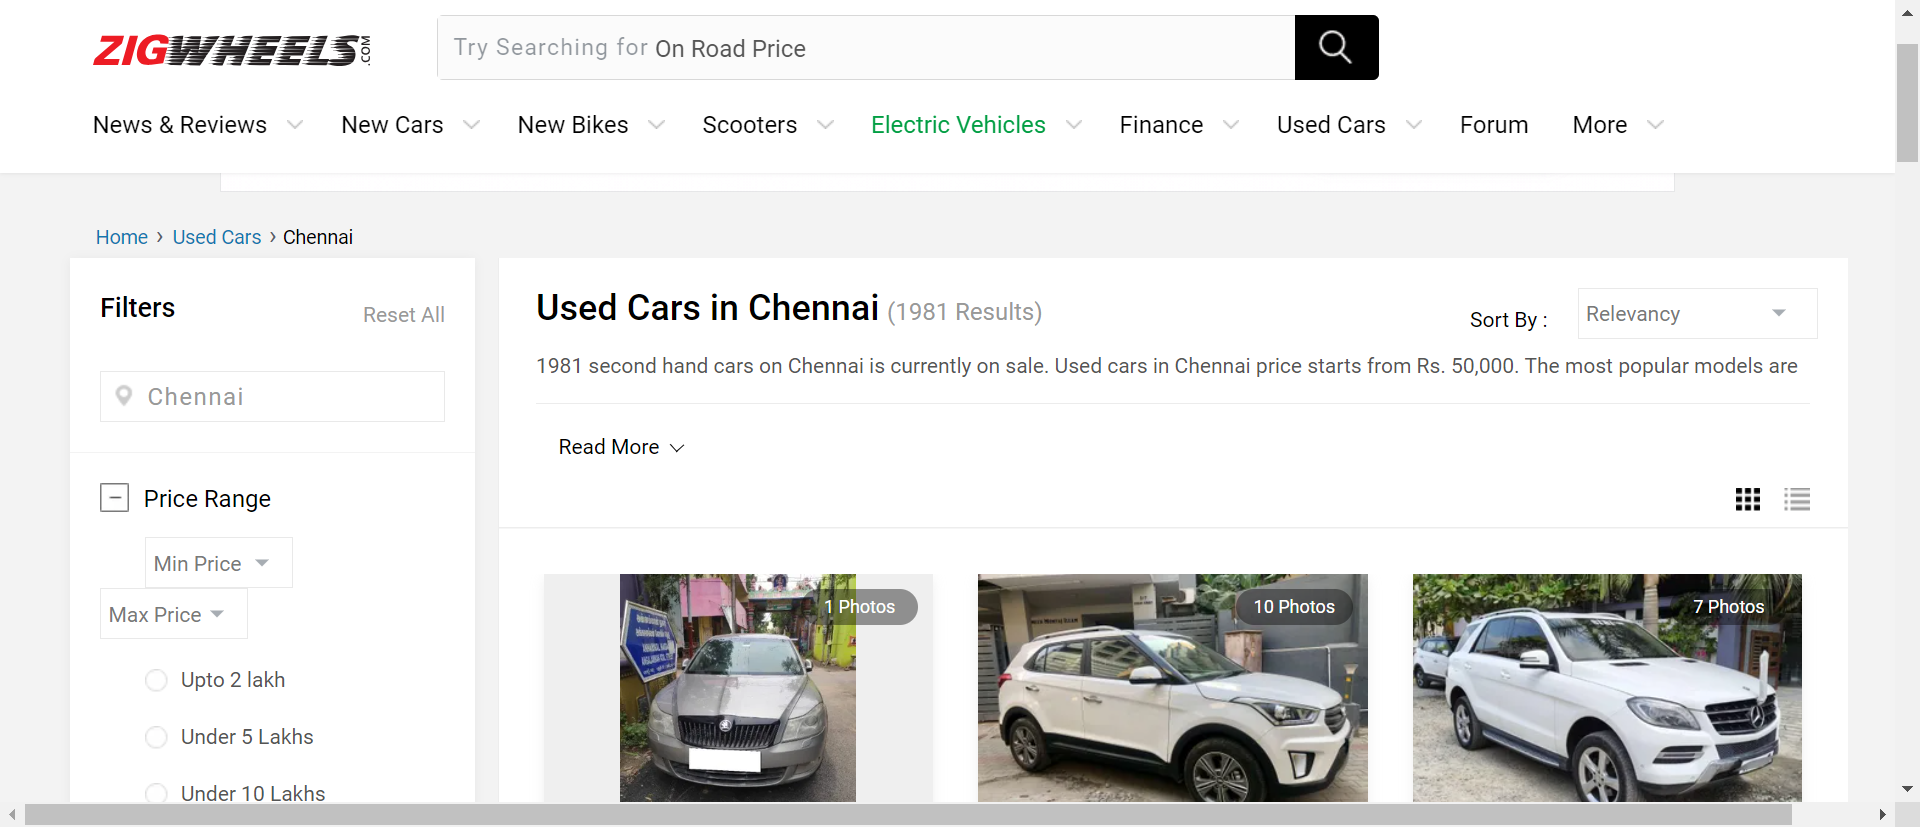 ZIGWHEELS.COM
Try Searching for On Road Price
News & Reviews New Cars New Bikes Scooters Electric Vehicles Finance Used Cars Forum More
Home › Used Cars › Chennai
Filters
Reset All
Chennai
Price Range
Min Price
Max Price
Upto 2 lakh
Under 5 Lakhs
Under 10 Lakhs
Used Cars in Chennai (1981 Results)
Sort By :
Relevancy
1981 second hand cars on Chennai is currently on sale. Used cars in Chennai price starts from Rs. 50,000. The most popular models are
Read More
1 Photos
10 Photos
7 Photos